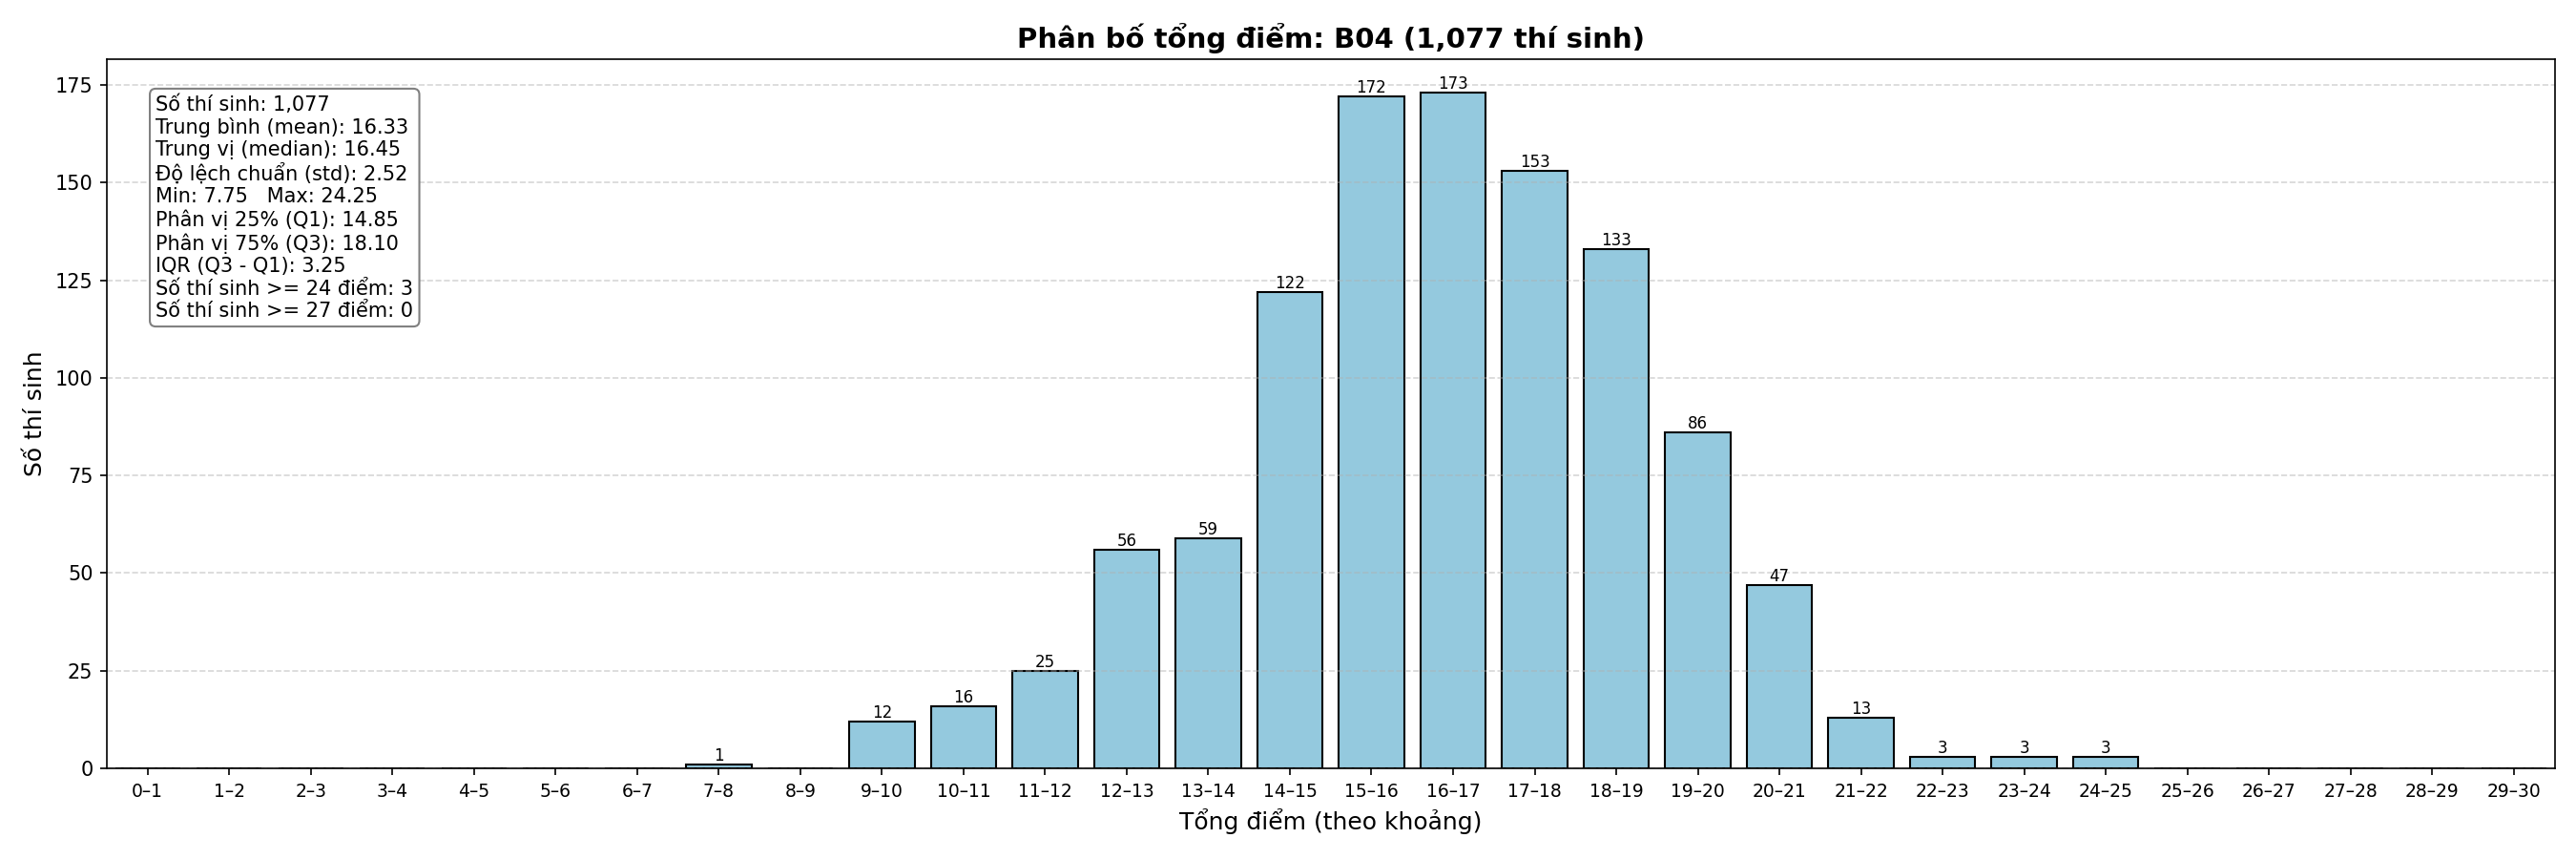 Phân bố tổng điểm: B04 (1,077 thí sinh)
Số thí sinh: 1,077
Trung bình (mean): 16.33
Trung vị (median): 16.45
Độ lệch chuẩn (std): 2.52
Min: 7.75   Max: 24.25
Phân vị 25% (Q1): 14.85
Phân vị 75% (Q3): 18.10
IQR (Q3 - Q1): 3.25
Số thí sinh >= 24 điểm: 3
Số thí sinh >= 27 điểm: 0
Số thí sinh
175
150
125
100
75
50
25
0
1
12
16
25
56
59
122
172
173
153
133
86
47
13
3
3
3
0–1 1–2 2–3 3–4 4–5 5–6 6–7 7–8 8–9 9–10 10–11 11–12 12–13 13–14 14–15 15–16 16–17 17–18 18–19 19–20 20–21 21–22 22–23 23–24 24–25 25–26 26–27 27–28 28–29 29–30
Tổng điểm (theo khoảng)